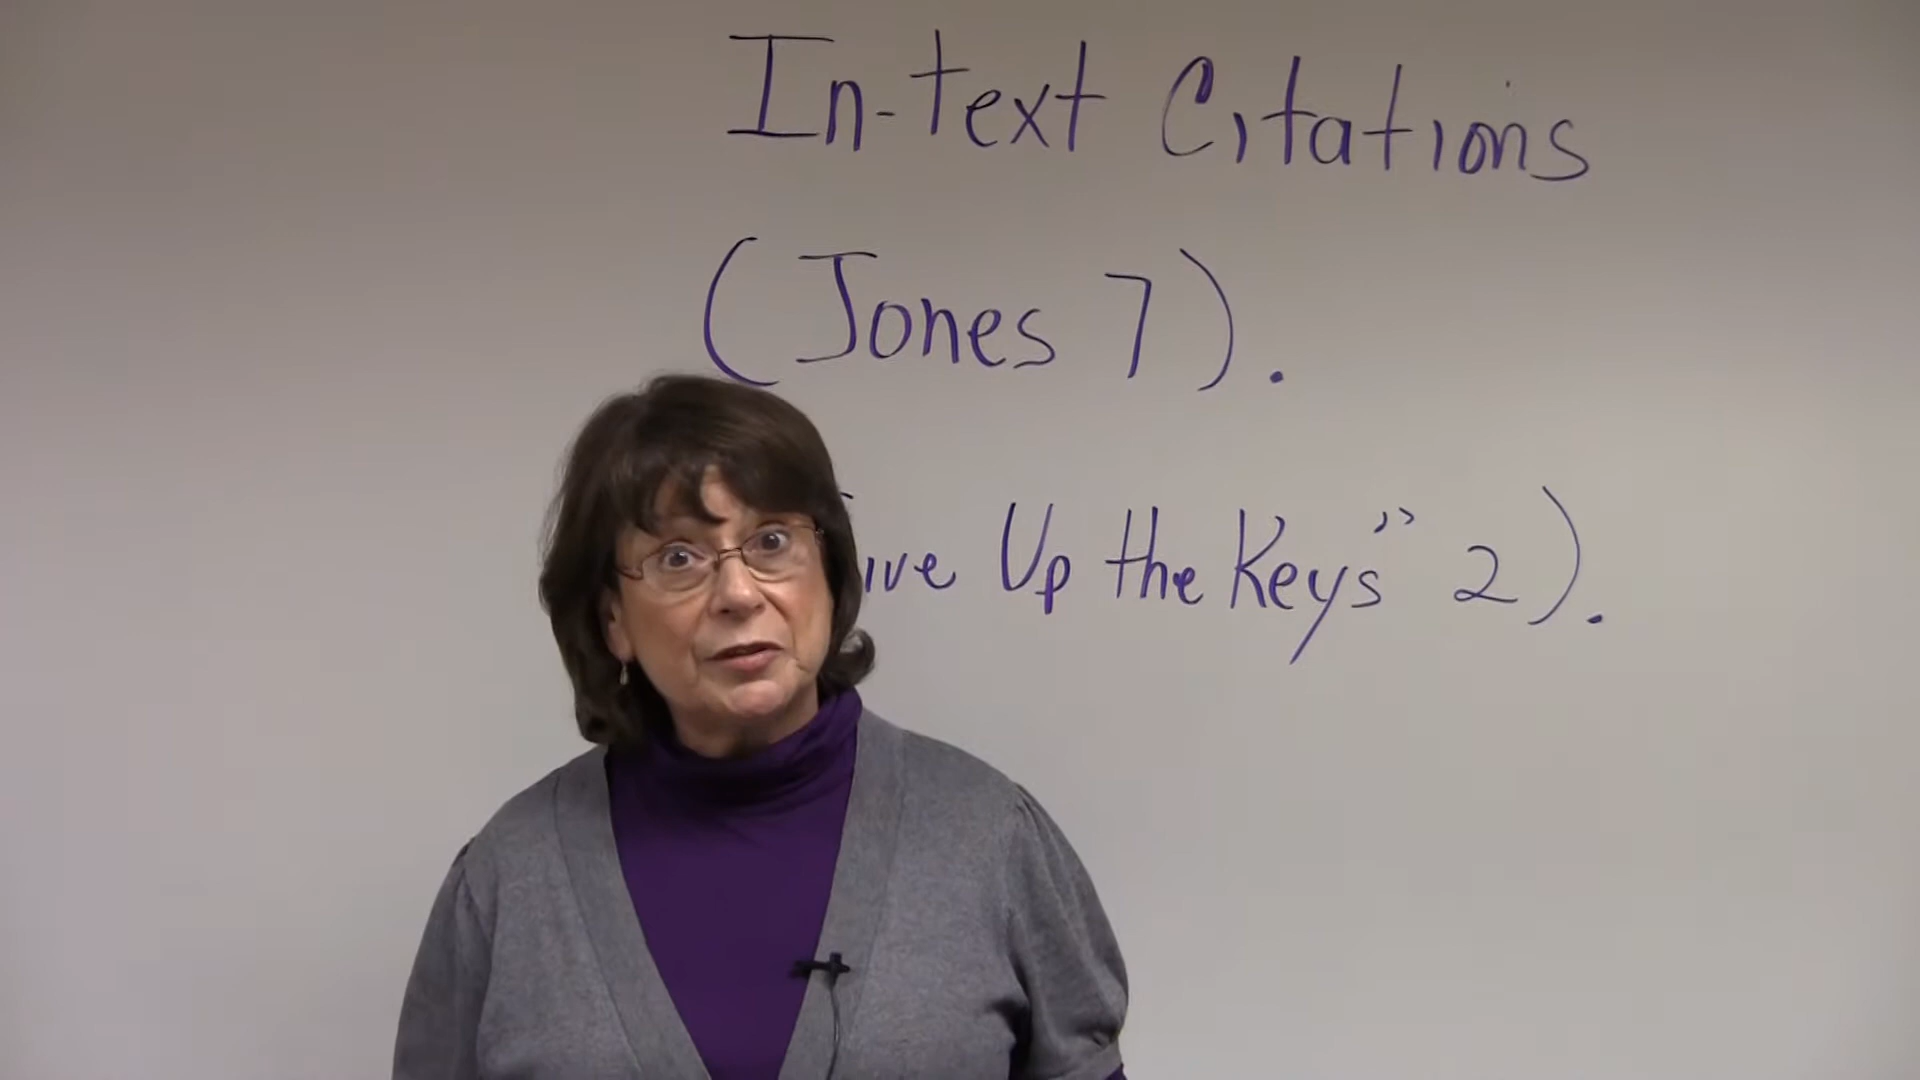 In-text Citations
(Jones 7).
ive Up the Keys" 2).